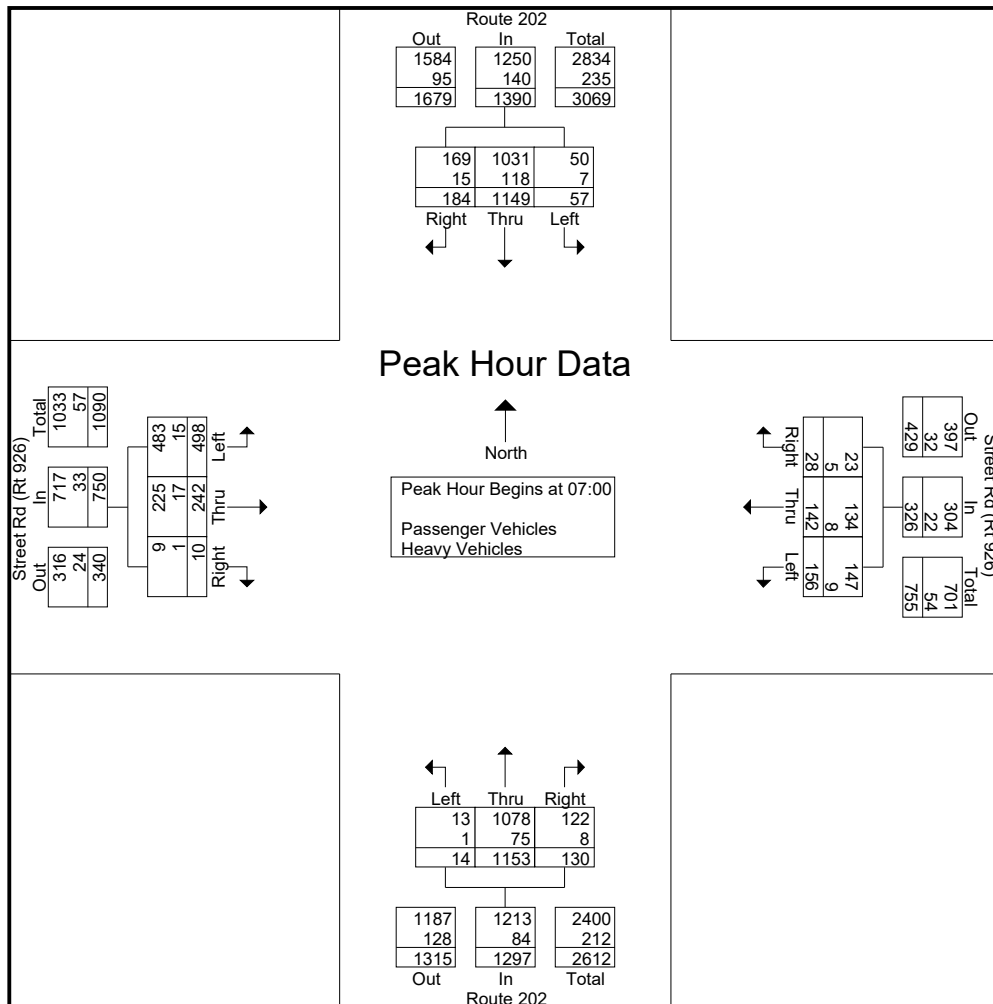 Route 202
Out In Total
1584 1250 2834
95 140 235
1679 1390 3069
169 1031 50
15 118 7
184 1149 57
Right Thru Left
Peak Hour Data
North
Peak Hour Begins at 07:00
Passenger Vehicles
Heavy Vehicles
Street Rd (Rt 926)
Out In Total
316 717 1033
24 33 57
340 750 1090
483 225 9
15 17 1
498 242 10
Left Thru Right
Street Rd (Rt 926)
Out In Total
397 304 701
32 22 54
429 326 755
23 134 147
5 8 9
28 142 156
Right Thru Left
Left Thru Right
13 1078 122
1 75 8
14 1153 130
1187 1213 2400
128 84 212
1315 1297 2612
Out In Total
Route 202